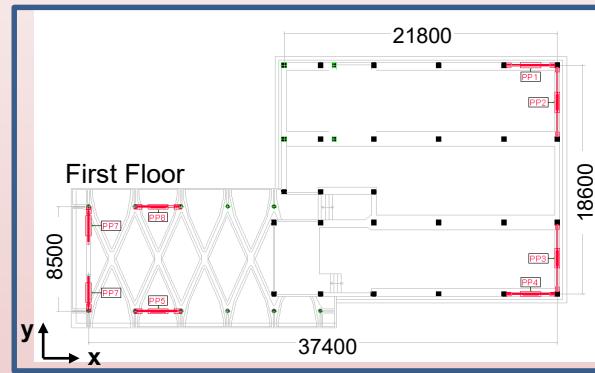 21800
PP1
PP2
First Floor
18600
PP7
PP8
8500
PP3
PP7
PP4
PP5
37400
y
x